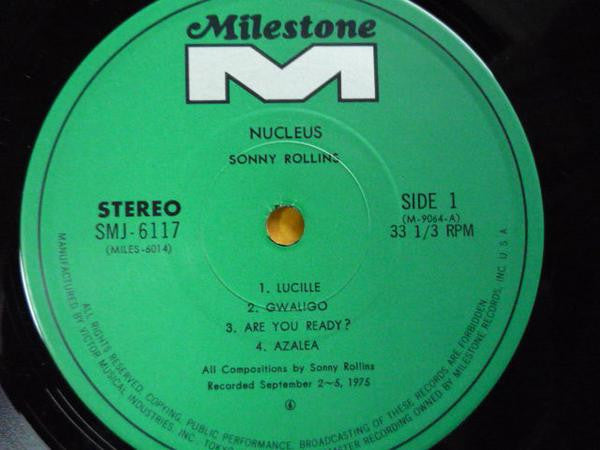 Milestone
M
NUCLEUS
SONNY ROLLINS
STEREO
SMJ-6117
(MILES-6014)
SIDE 1
(M-9064-A)
33 1/3 RPM
1. LUCILLE
2. GWALIGO
3. ARE YOU READY?
4. AZALEA
All Compositions by Sonny Rollins
Recorded September 2~5, 1975
MANUFACTURED BY VICTOR MUSICAL INDUSTRIES, INC. TOKYO
ALL RIGHTS RESERVED. COPYING, PUBLIC PERFORMANCE, BROADCASTING OF THESE RECORDS ARE FORBIDDEN.
MASTER RECORDING OWNED BY MILESTONE RECORDS, INC. U.S.A.